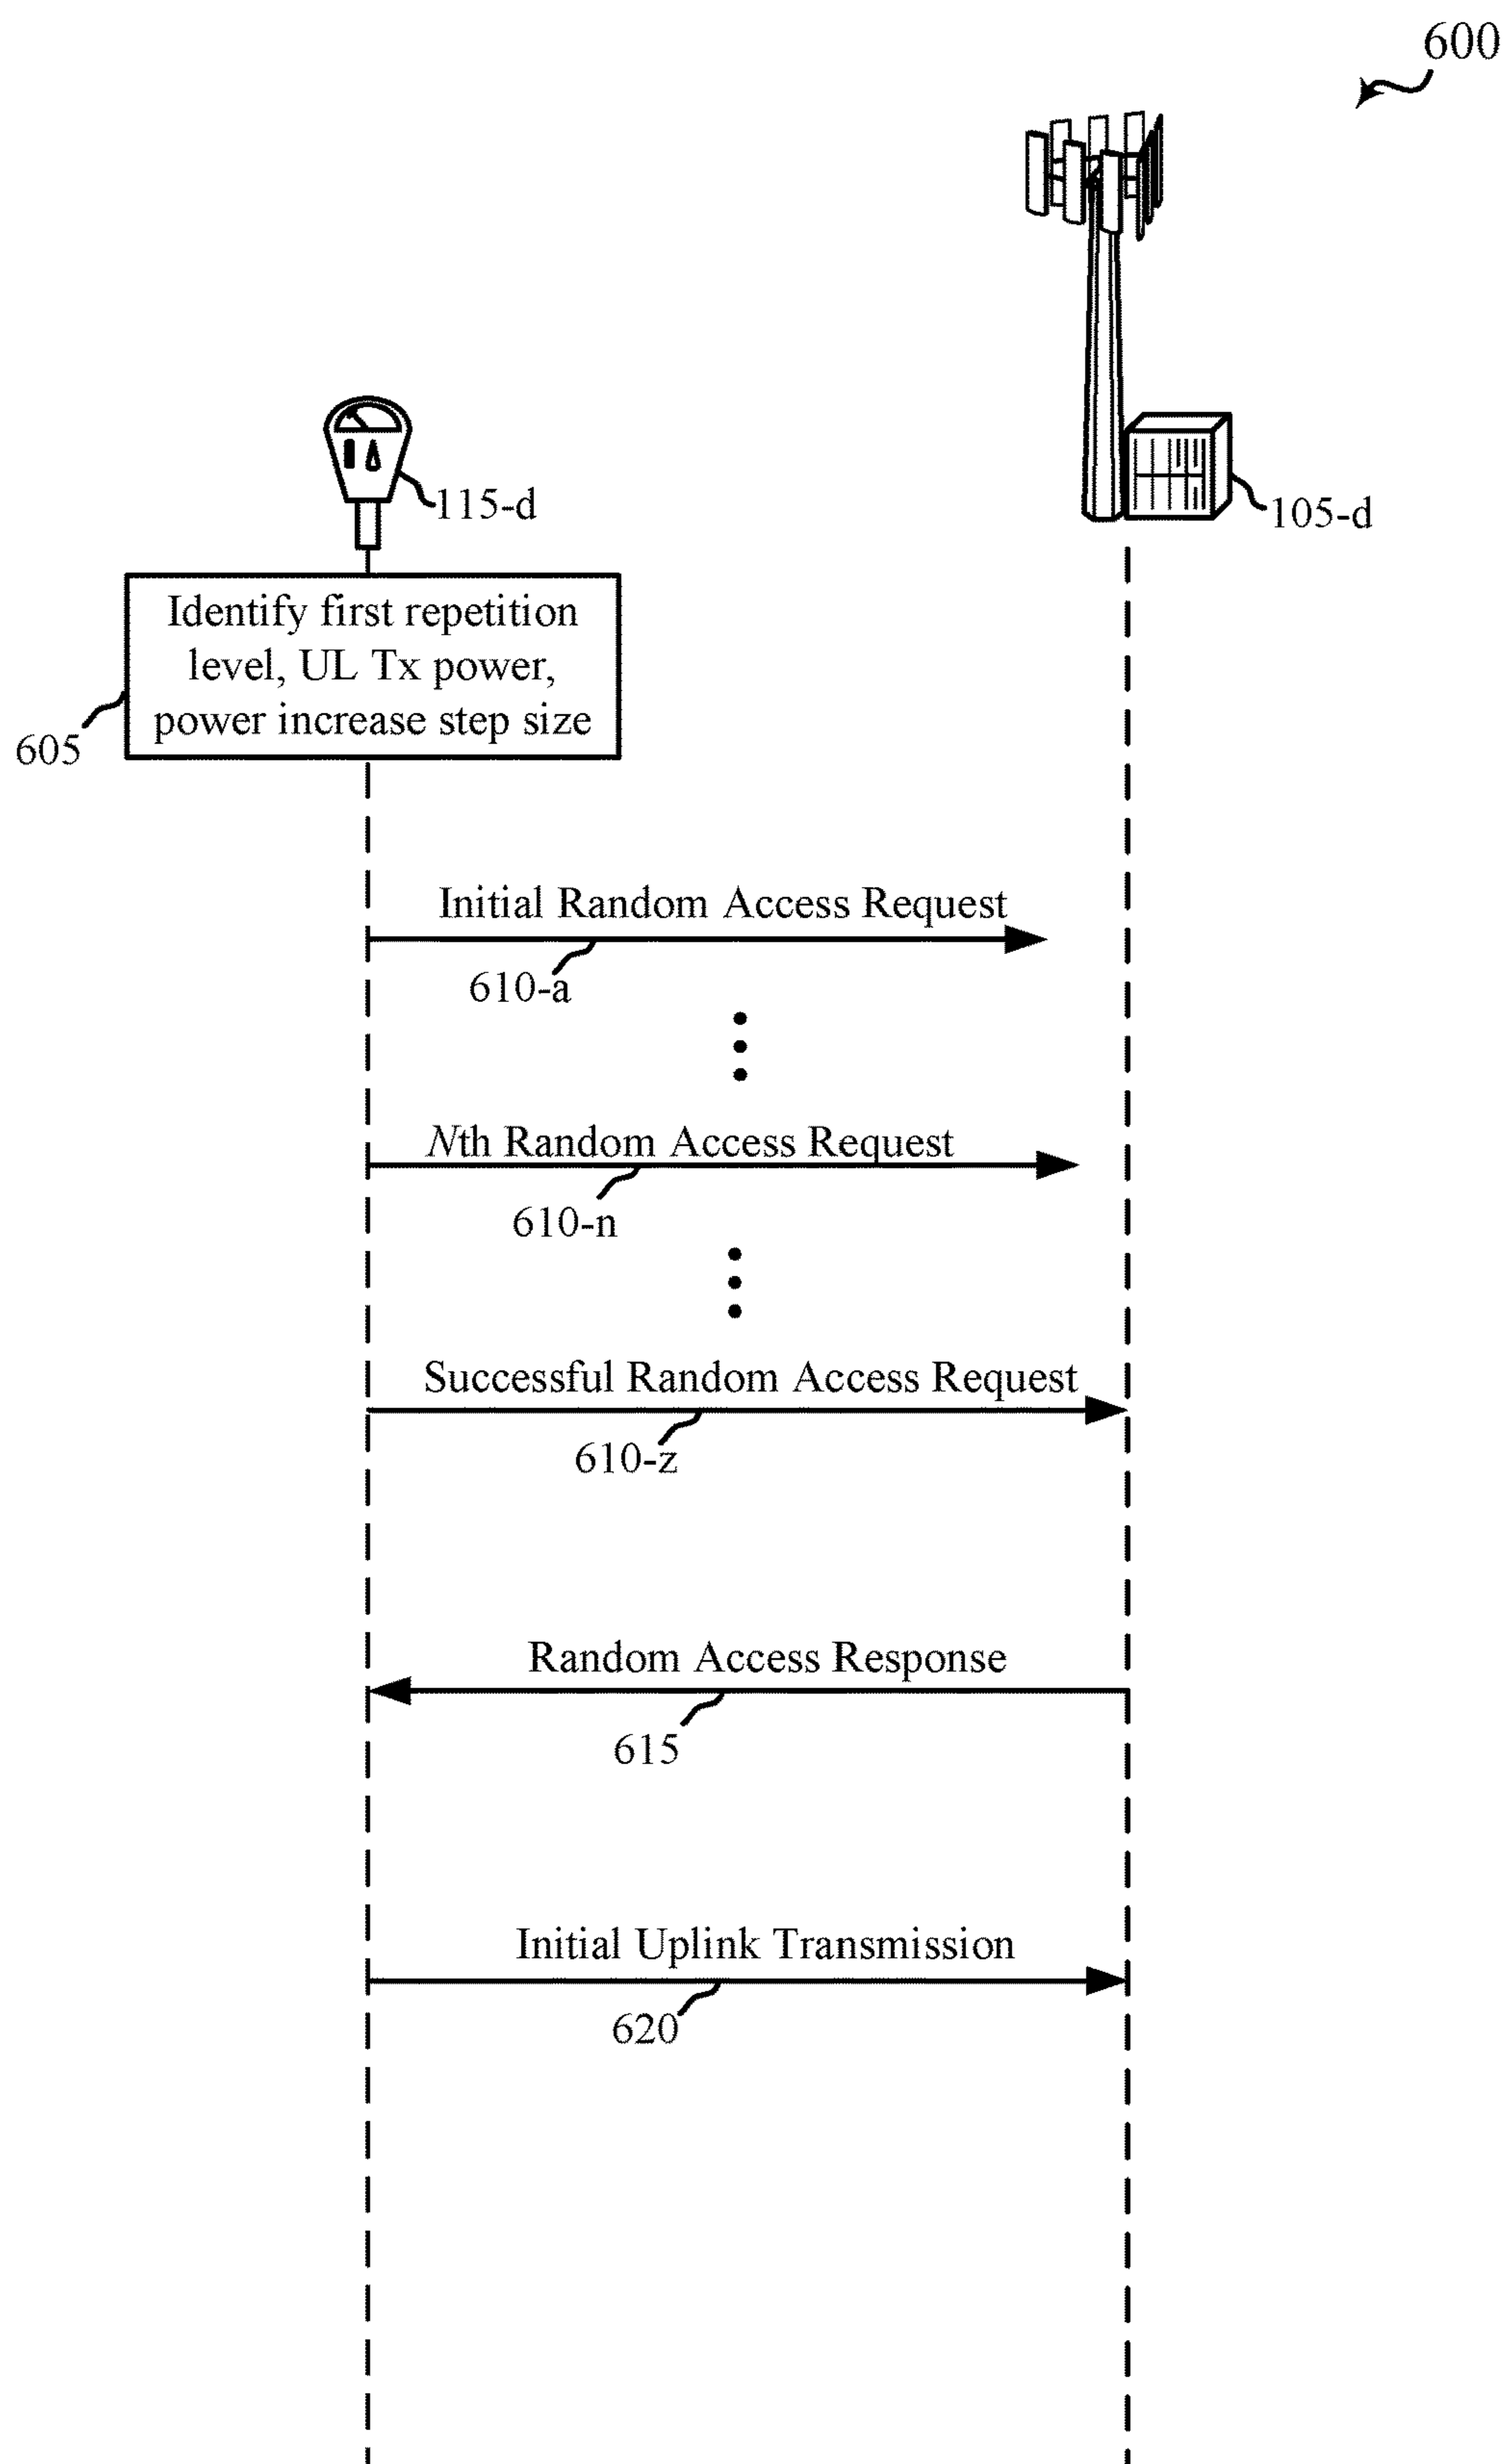 600
115-d
105-d
Identify first repetition
level, UL Tx power,
power increase step size
605
Initial Random Access Request
610-a
Nth Random Access Request
610-n
Successful Random Access Request
610-z
Random Access Response
615
Initial Uplink Transmission
620